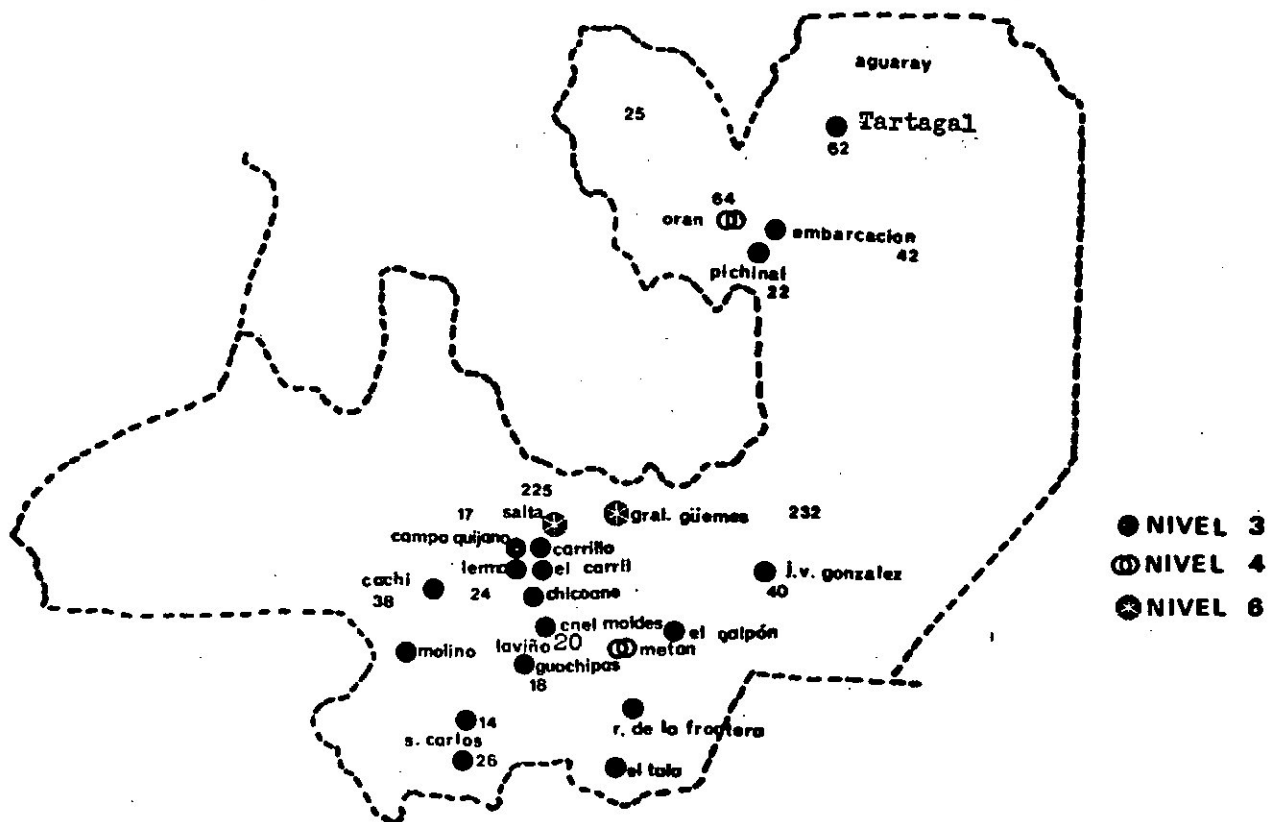 aguaray
25
Tartagal
62
64
oran
embarcacion
42
pichinal
22
225
17
salta
gral. güemes
232
campo quijano
carrillo
NIVEL 3
lerma
el carril
j.v. gonzalez
NIVEL 4
cachi
24
chicoana
40
38
NIVEL 6
cnel moldes
el galpón
molino
laviño 20
metan
guachipas
18
14
r. de la frontera
s. carlos
26
el tala